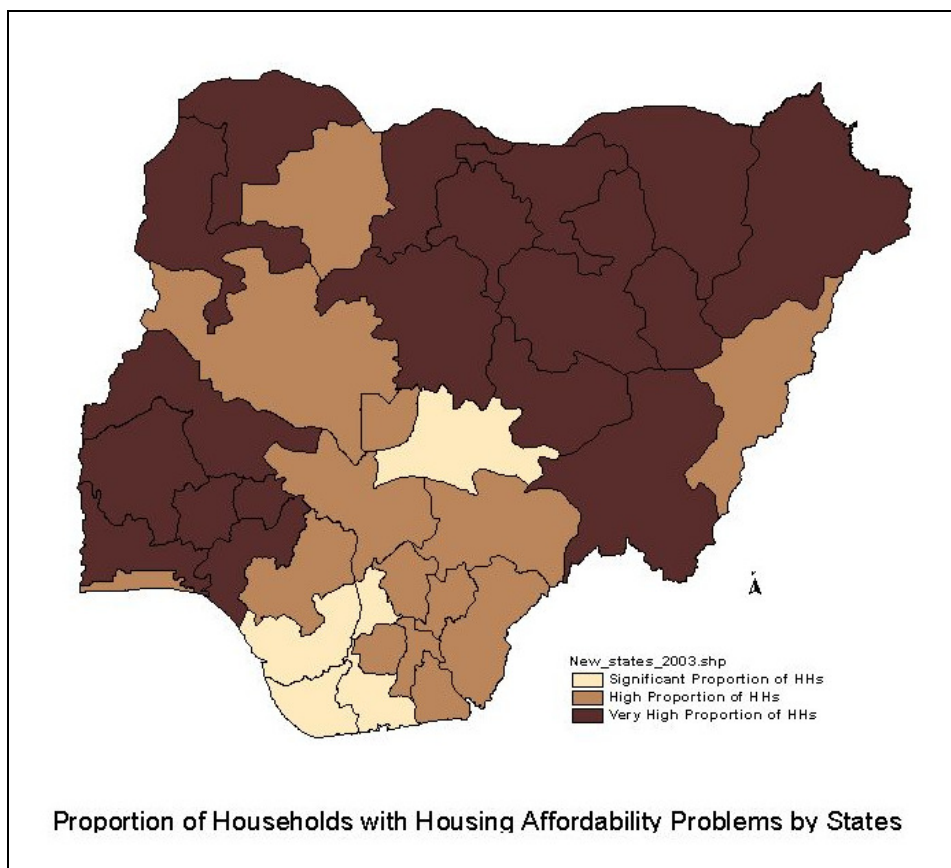 New_states_2003.shp
Significant Proportion of HHs
High Proportion of HHs
Very High Proportion of HHs
Proportion of Households with Housing Affordability Problems by States